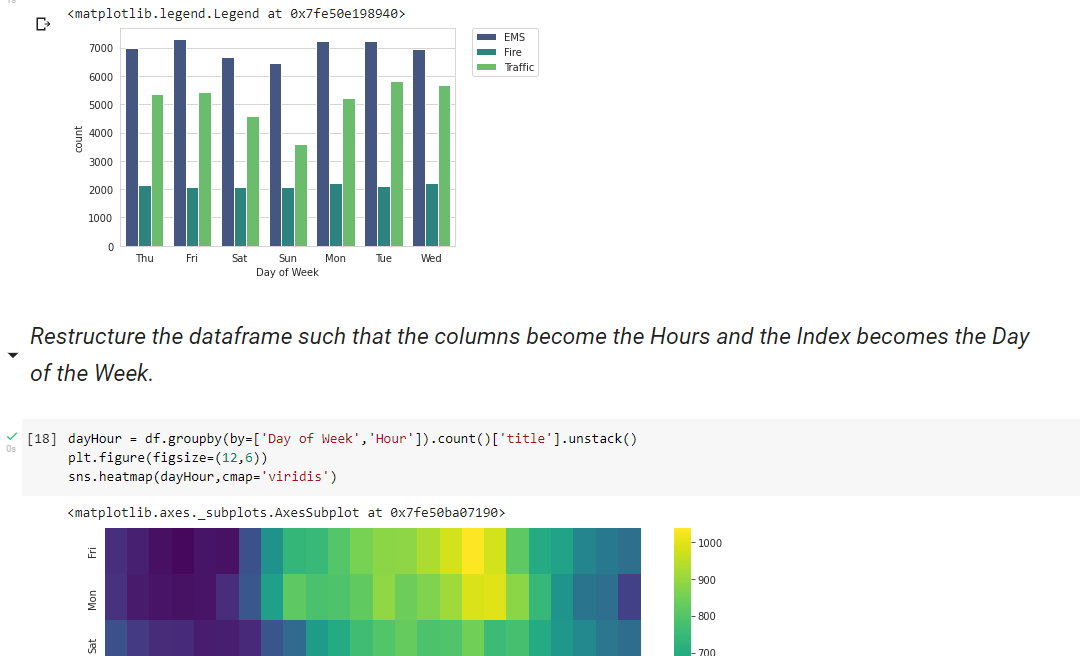 <matplotlib.legend.Legend at 0x7fe50e198940>
7000
6000
5000
4000
3000
2000
1000
0
count
Thu Fri Sat Sun Mon Tue Wed
Day of Week
EMS
Fire
Traffic
Restructure the dataframe such that the columns become the Hours and the Index becomes the Day
of the Week.
0s
[18] dayHour = df.groupby(by=['Day of Week','Hour']).count()['title'].unstack()
plt.figure(figsize=(12,6))
sns.heatmap(dayHour,cmap='viridis')
<matplotlib.axes._subplots.AxesSubplot at 0x7fe50ba07190>
Fri
Mon
Sat
1000
900
800
700